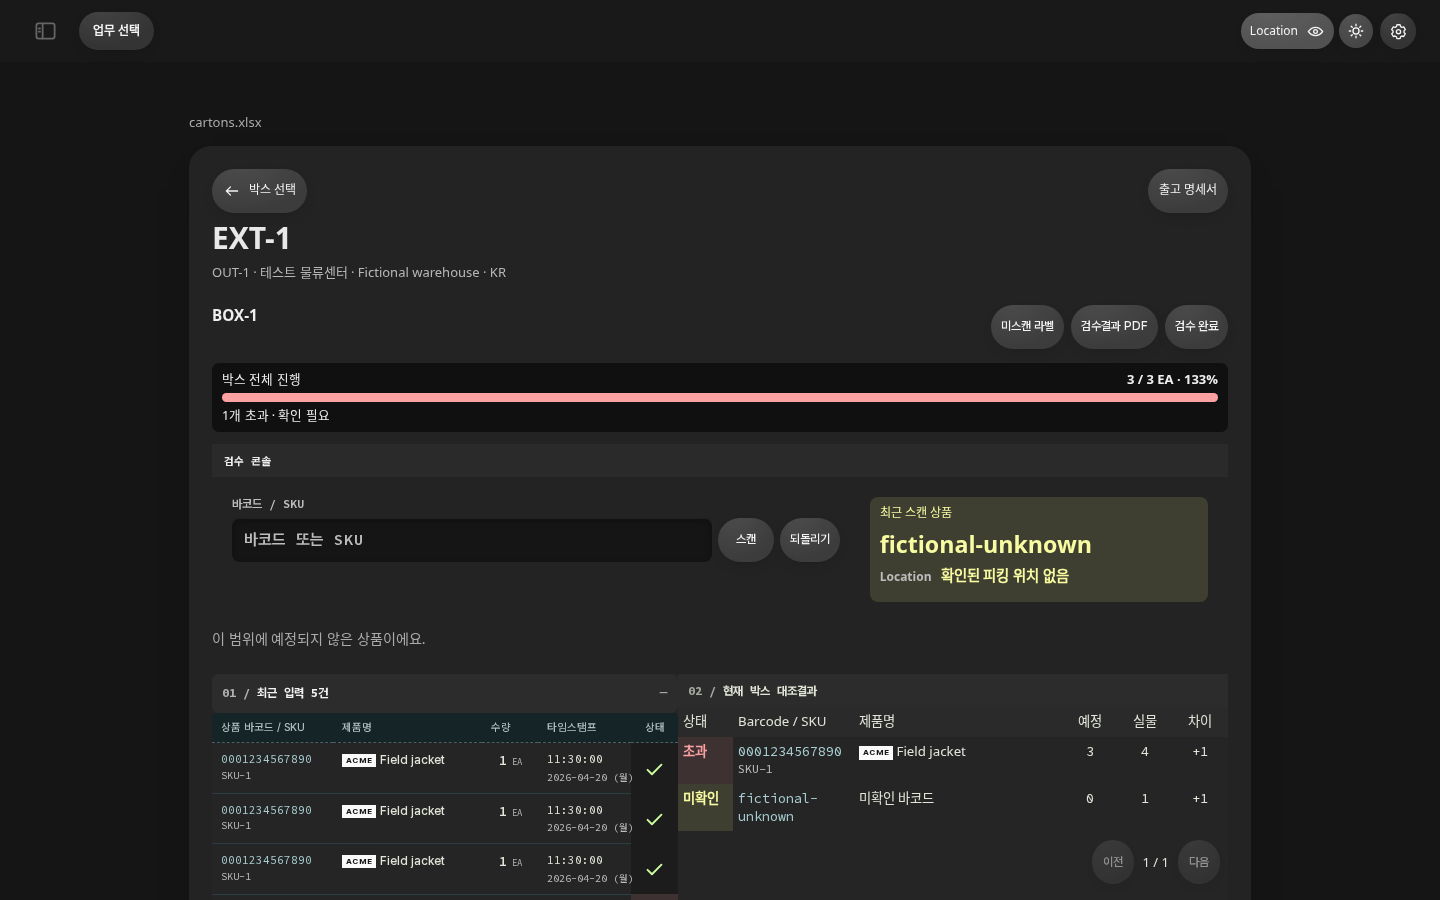 업무 선택
Location
cartons.xlsx
박스 선택
출고 명세서
EXT-1
OUT-1 · 테스트 물류센터 · Fictional warehouse · KR
BOX-1
미스캔 라벨
검수결과 PDF
검수 완료
박스 전체 진행
3 / 3 EA · 133%
1개 초과 · 확인 필요
검수 콘솔
바코드 / SKU
바코드 또는 SKU
스캔
되돌리기
최근 스캔 상품
fictional-unknown
Location 확인된 피킹 위치 없음
이 범위에 예정되지 않은 상품이에요.
01 / 최근 입력 5건
상품 바코드 / SKU 제품명 수량 타임스탬프 상태
0001234567890 ACME Field jacket 1 EA 11:30:00
SKU-1 2026-04-20 (월)
0001234567890 ACME Field jacket 1 EA 11:30:00
SKU-1 2026-04-20 (월)
0001234567890 ACME Field jacket 1 EA 11:30:00
SKU-1 2026-04-20 (월)
02 / 현재 박스 대조결과
상태 Barcode / SKU 제품명 예정 실물 차이
초과 0001234567890 ACME Field jacket 3 4 +1
SKU-1
미확인 fictional- 미확인 바코드 0 1 +1
unknown
이전 1 / 1 다음